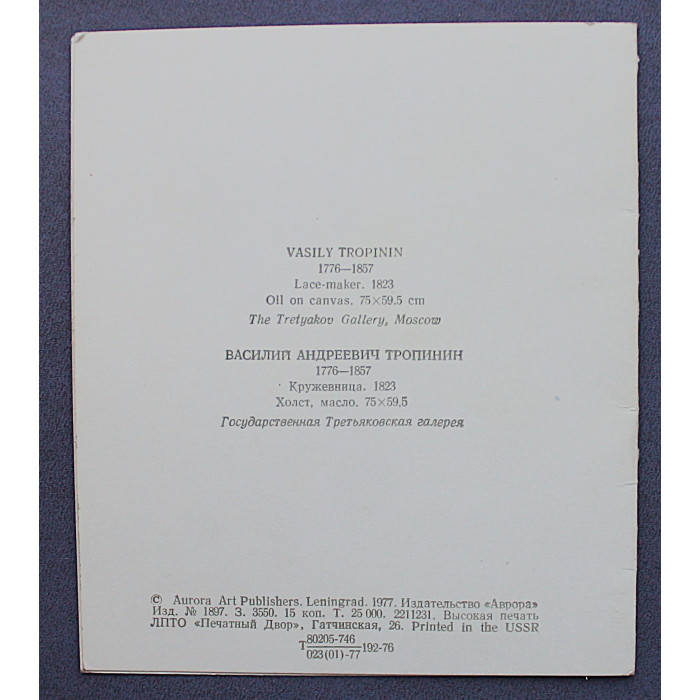 VASILY TROPININ
1776—1857
Lace-maker. 1823
Oil on canvas. 75×59.5 cm
The Tretyakov Gallery, Moscow
ВАСИЛИЙ АНДРЕЕВИЧ ТРОПИНИН
1776—1857
Кружевница. 1823
Холст, масло. 75×59,5
Государственная Третьяковская галерея
© Aurora Art Publishers. Leningrad. 1977. Издательство «Аврора»
Изд. № 1897. З. 3550. 15 коп. Т. 25 000. 2211231. Высокая печать
ЛПТО «Печатный Двор», Гатчинская, 26. Printed in the USSR
80205-746
Т 192-76
023(01)-77